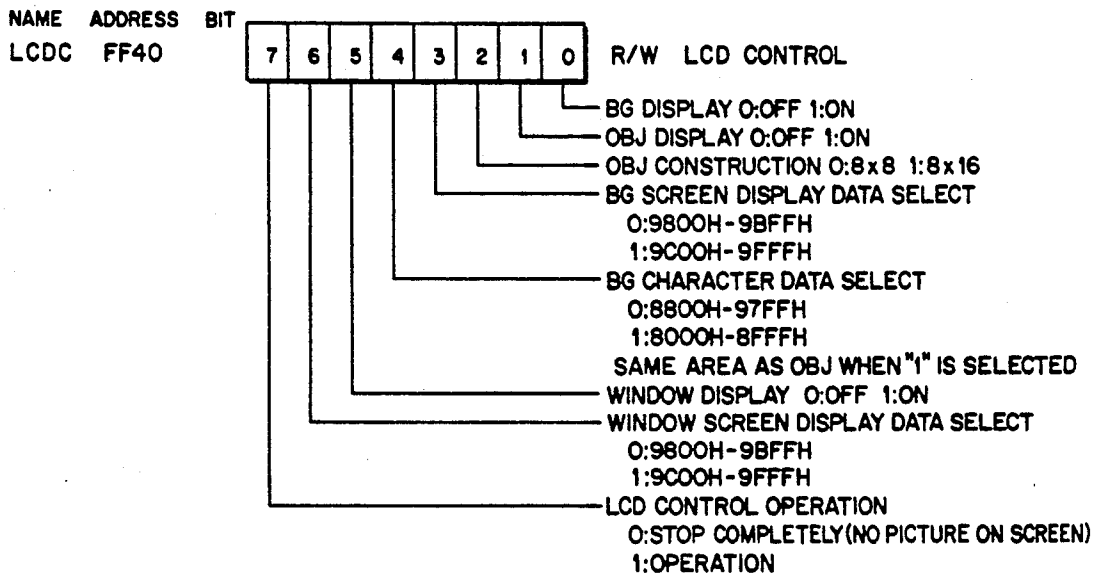 NAME ADDRESS BIT
LCDC FF40 7 6 5 4 3 2 1 0 R/W LCD CONTROL
BG DISPLAY 0:OFF 1:ON
OBJ DISPLAY 0:OFF 1:ON
OBJ CONSTRUCTION 0:8x8 1:8x16
BG SCREEN DISPLAY DATA SELECT
0:9800H-9BFFH
1:9C00H-9FFFH
BG CHARACTER DATA SELECT
0:8800H-97FFH
1:8000H-8FFFH
SAME AREA AS OBJ WHEN "1" IS SELECTED
WINDOW DISPLAY 0:OFF 1:ON
WINDOW SCREEN DISPLAY DATA SELECT
0:9800H-9BFFH
1:9C00H-9FFFH
LCD CONTROL OPERATION
0:STOP COMPLETELY(NO PICTURE ON SCREEN)
1:OPERATION